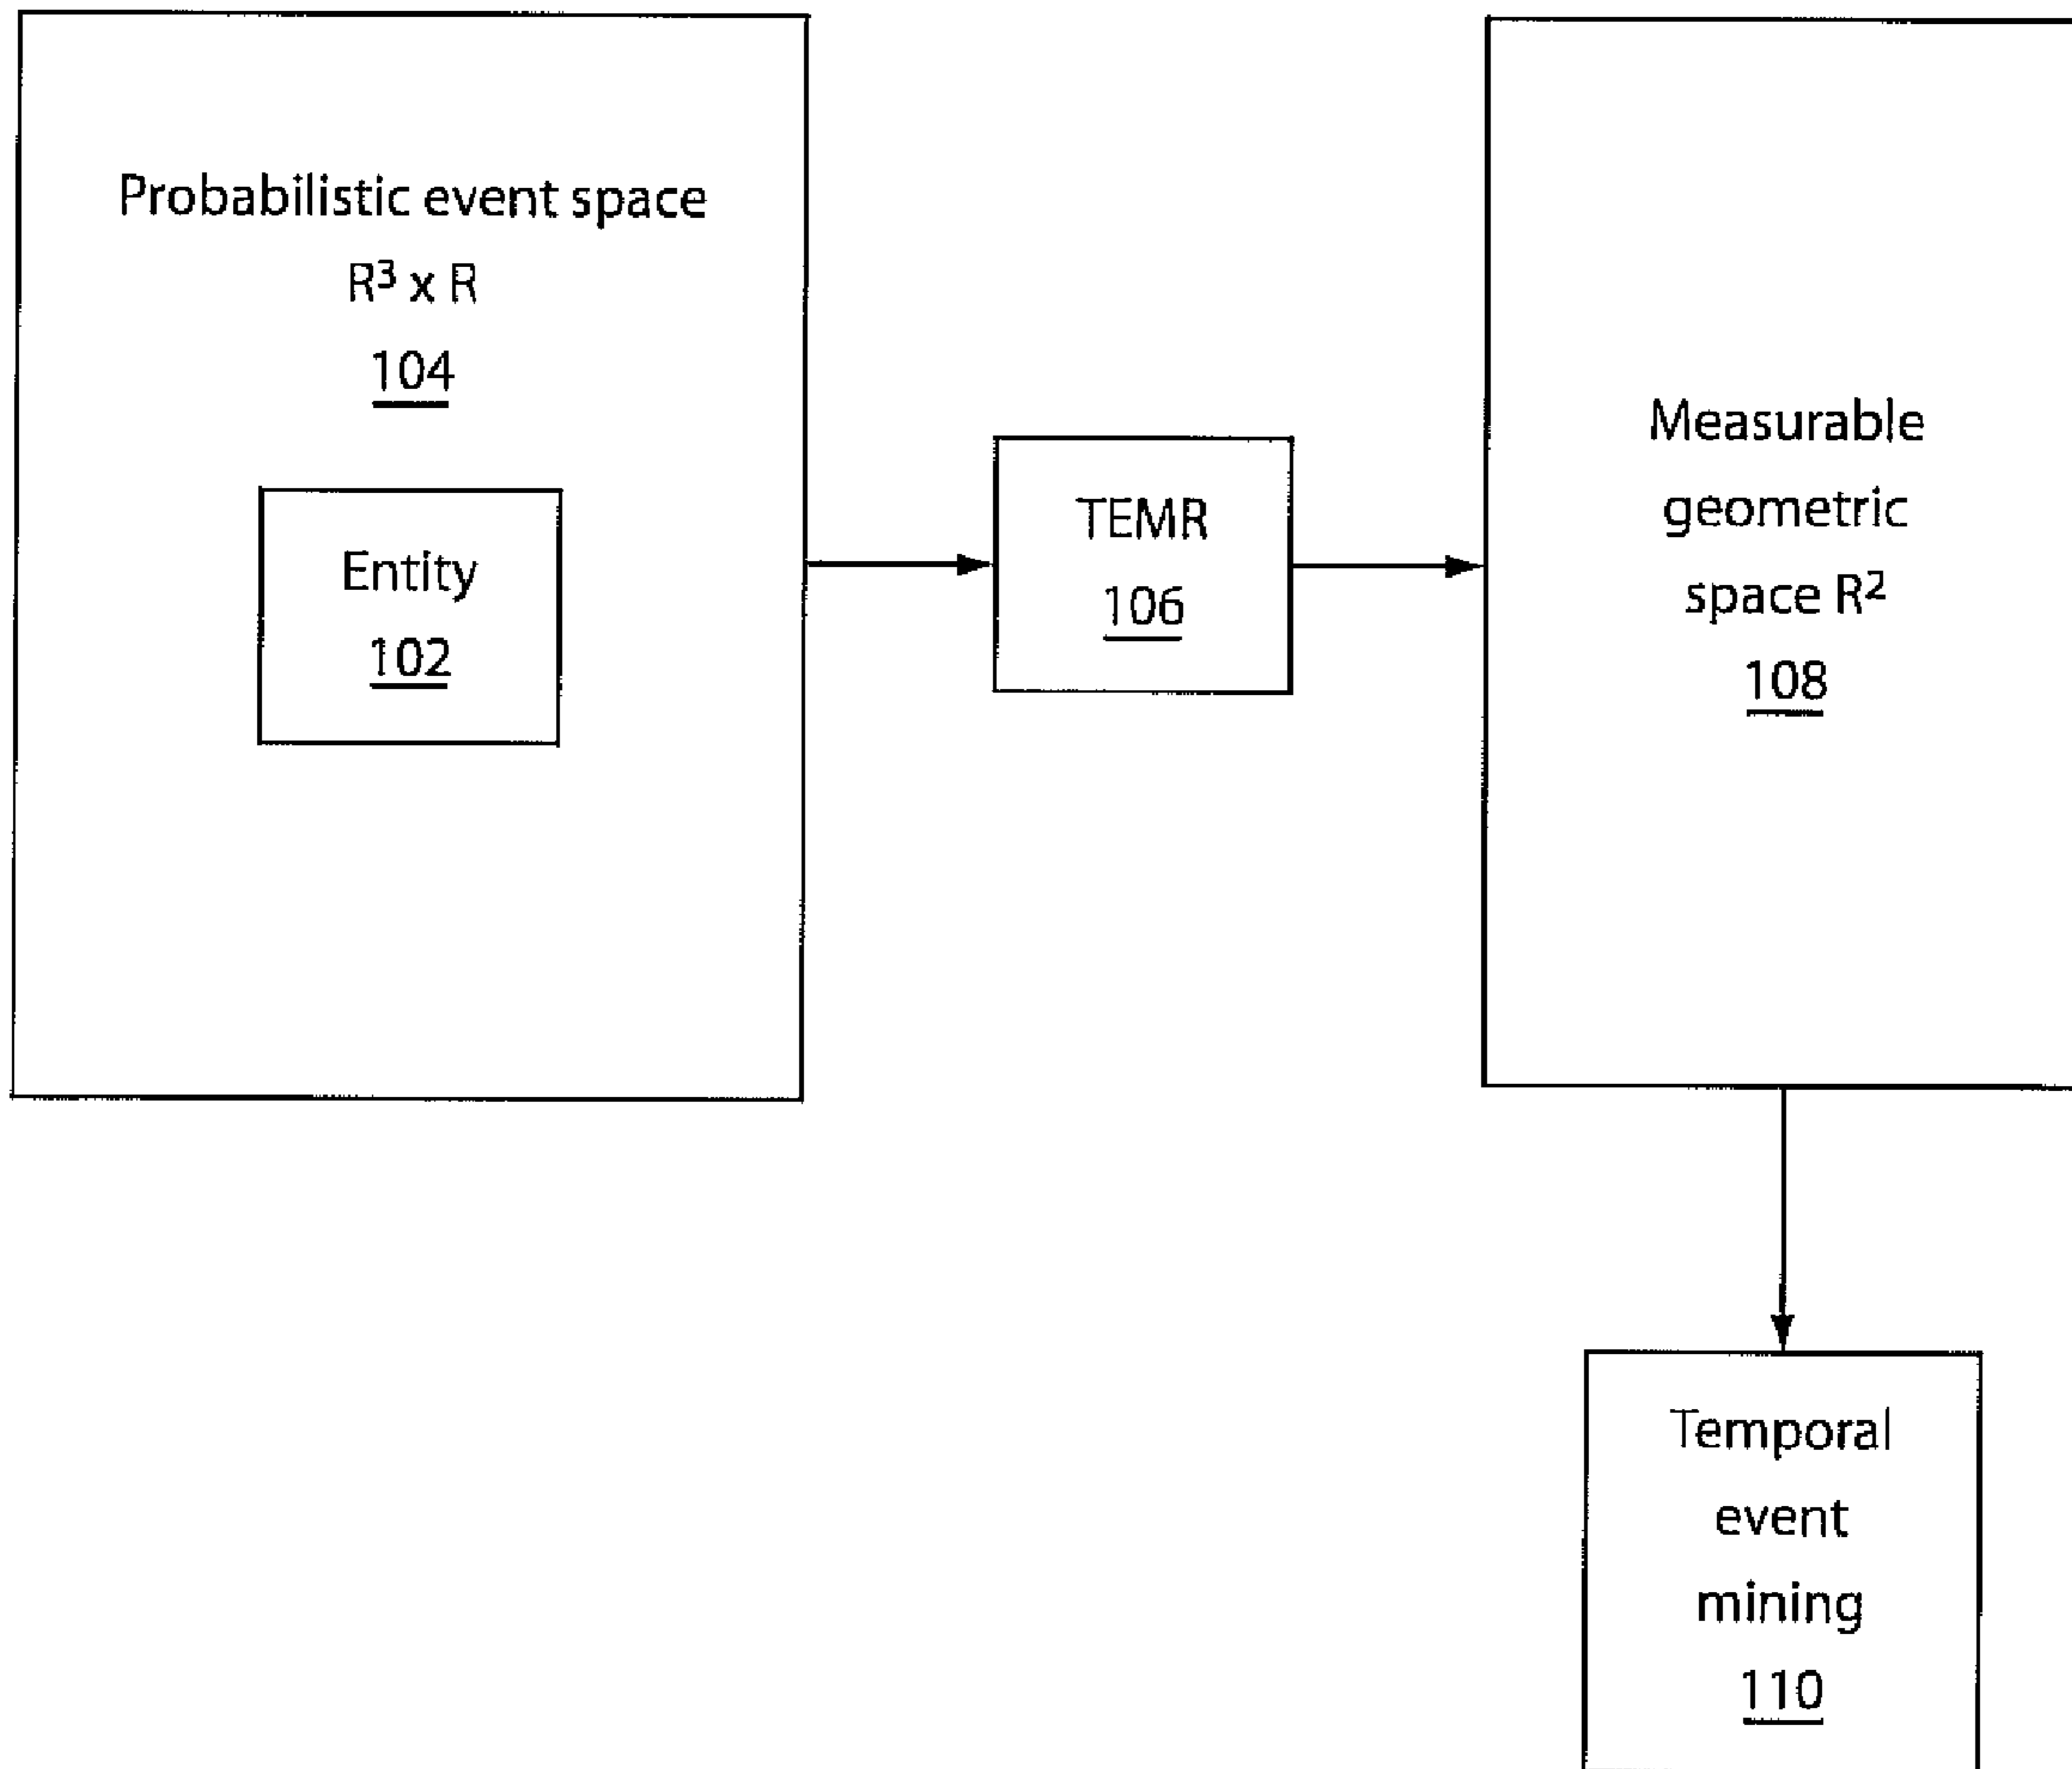 Probabilistic event space
R³ x R
104
Entity
102
TEMR
106
Measurable
geometric
space R²
108
Temporal
event
mining
110